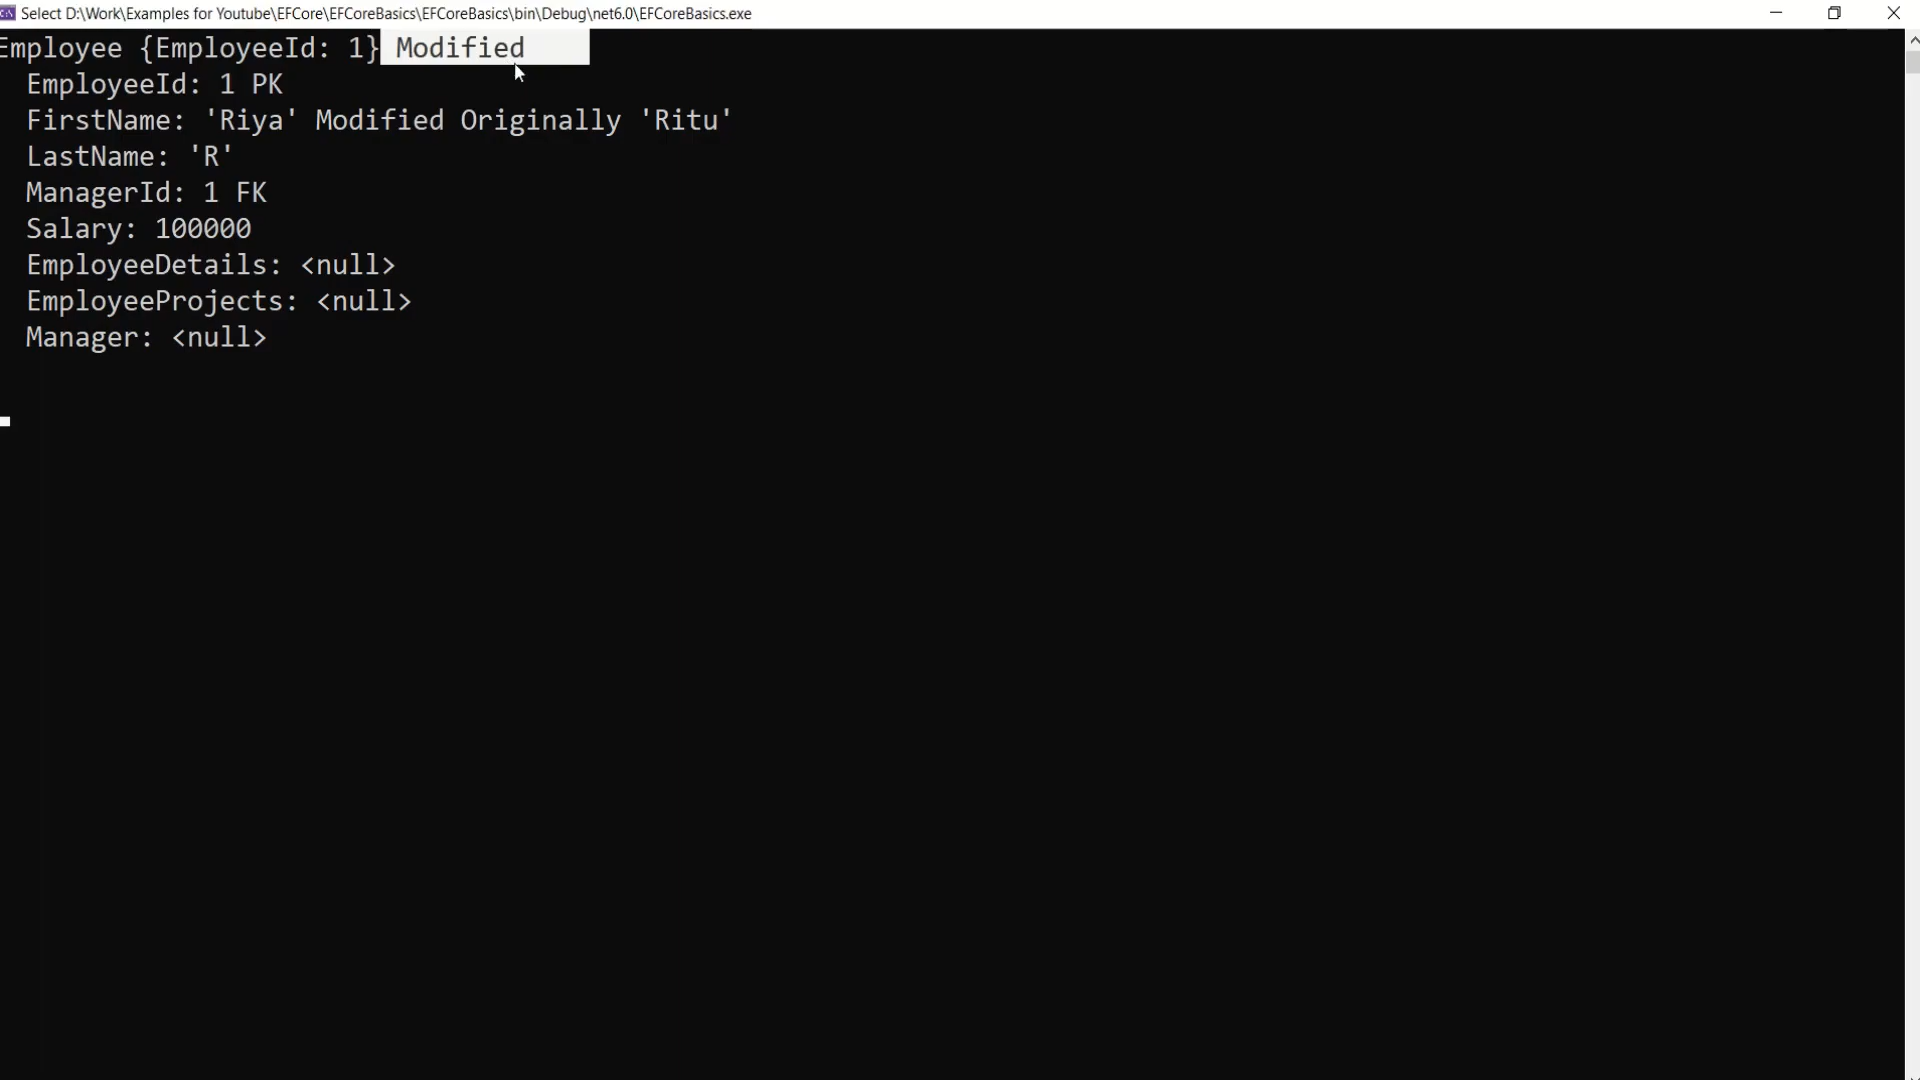 Select D:\Work\Examples for Youtube\EFCore\EFCoreBasics\EFCoreBasics\bin\Debug\net6.0\EFCoreBasics.exe
Employee {EmployeeId: 1} Modified
EmployeeId: 1 PK
FirstName: 'Riya' Modified Originally 'Ritu'
LastName: 'R'
ManagerId: 1 FK
Salary: 100000
EmployeeDetails: <null>
EmployeeProjects: <null>
Manager: <null>